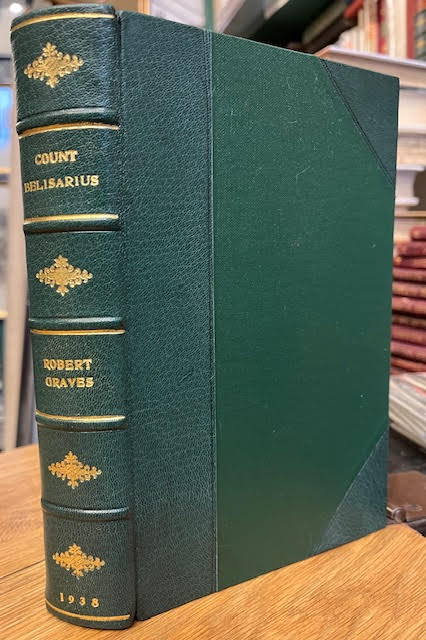 COUNT
BELISARIUS
ROBERT
GRAVES
1938